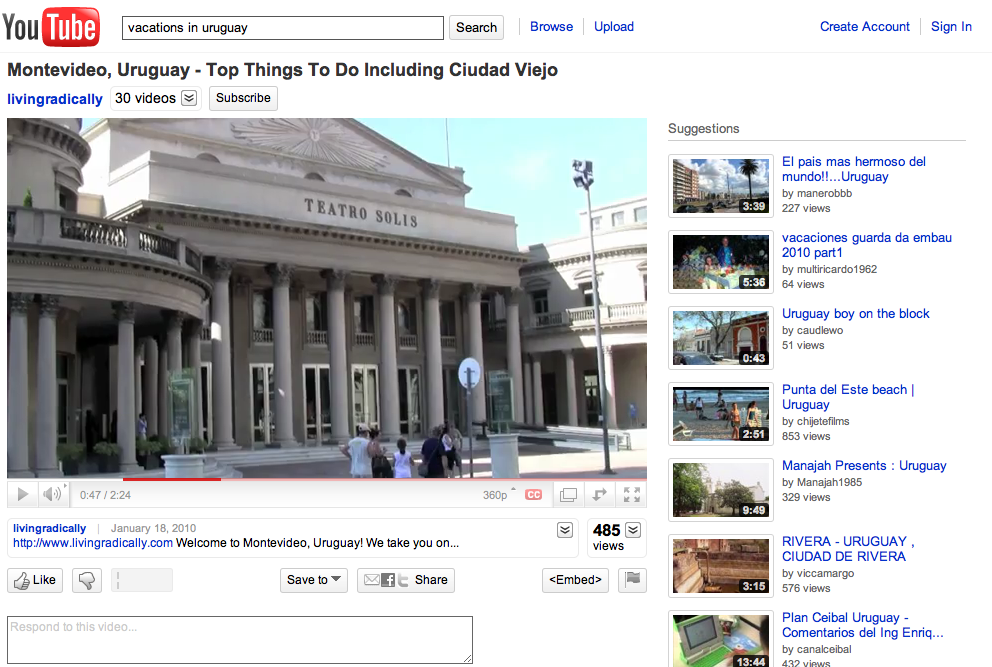 You Tube
vacations in uruguay
Search
Browse
Upload
Create Account
Sign In
Montevideo, Uruguay - Top Things To Do Including Ciudad Viejo
livingradically
30 videos
Subscribe
TEATRO SOLIS
0:47 / 2:24
360p
CC
livingradically | January 18, 2010
http://www.livingradically.com Welcome to Montevideo, Uruguay! We take you on...
485
views
Like
Save to
Share
<Embed>
Respond to this video...
Suggestions
3:39
El pais mas hermoso del
mundo!!...Uruguay
by manerobbb
227 views
5:36
vacaciones guarda da embau
2010 part1
by multiricardo1962
64 views
0:43
Uruguay boy on the block
by caudlewo
51 views
2:51
Punta del Este beach |
Uruguay
by chijetefilms
853 views
9:49
Manajah Presents : Uruguay
by Manajah1985
329 views
3:15
RIVERA - URUGUAY ,
CIUDAD DE RIVERA
by viccamargo
576 views
13:44
Plan Ceibal Uruguay -
Comentarios del Ing Enriq...
by canalceibal
432 views